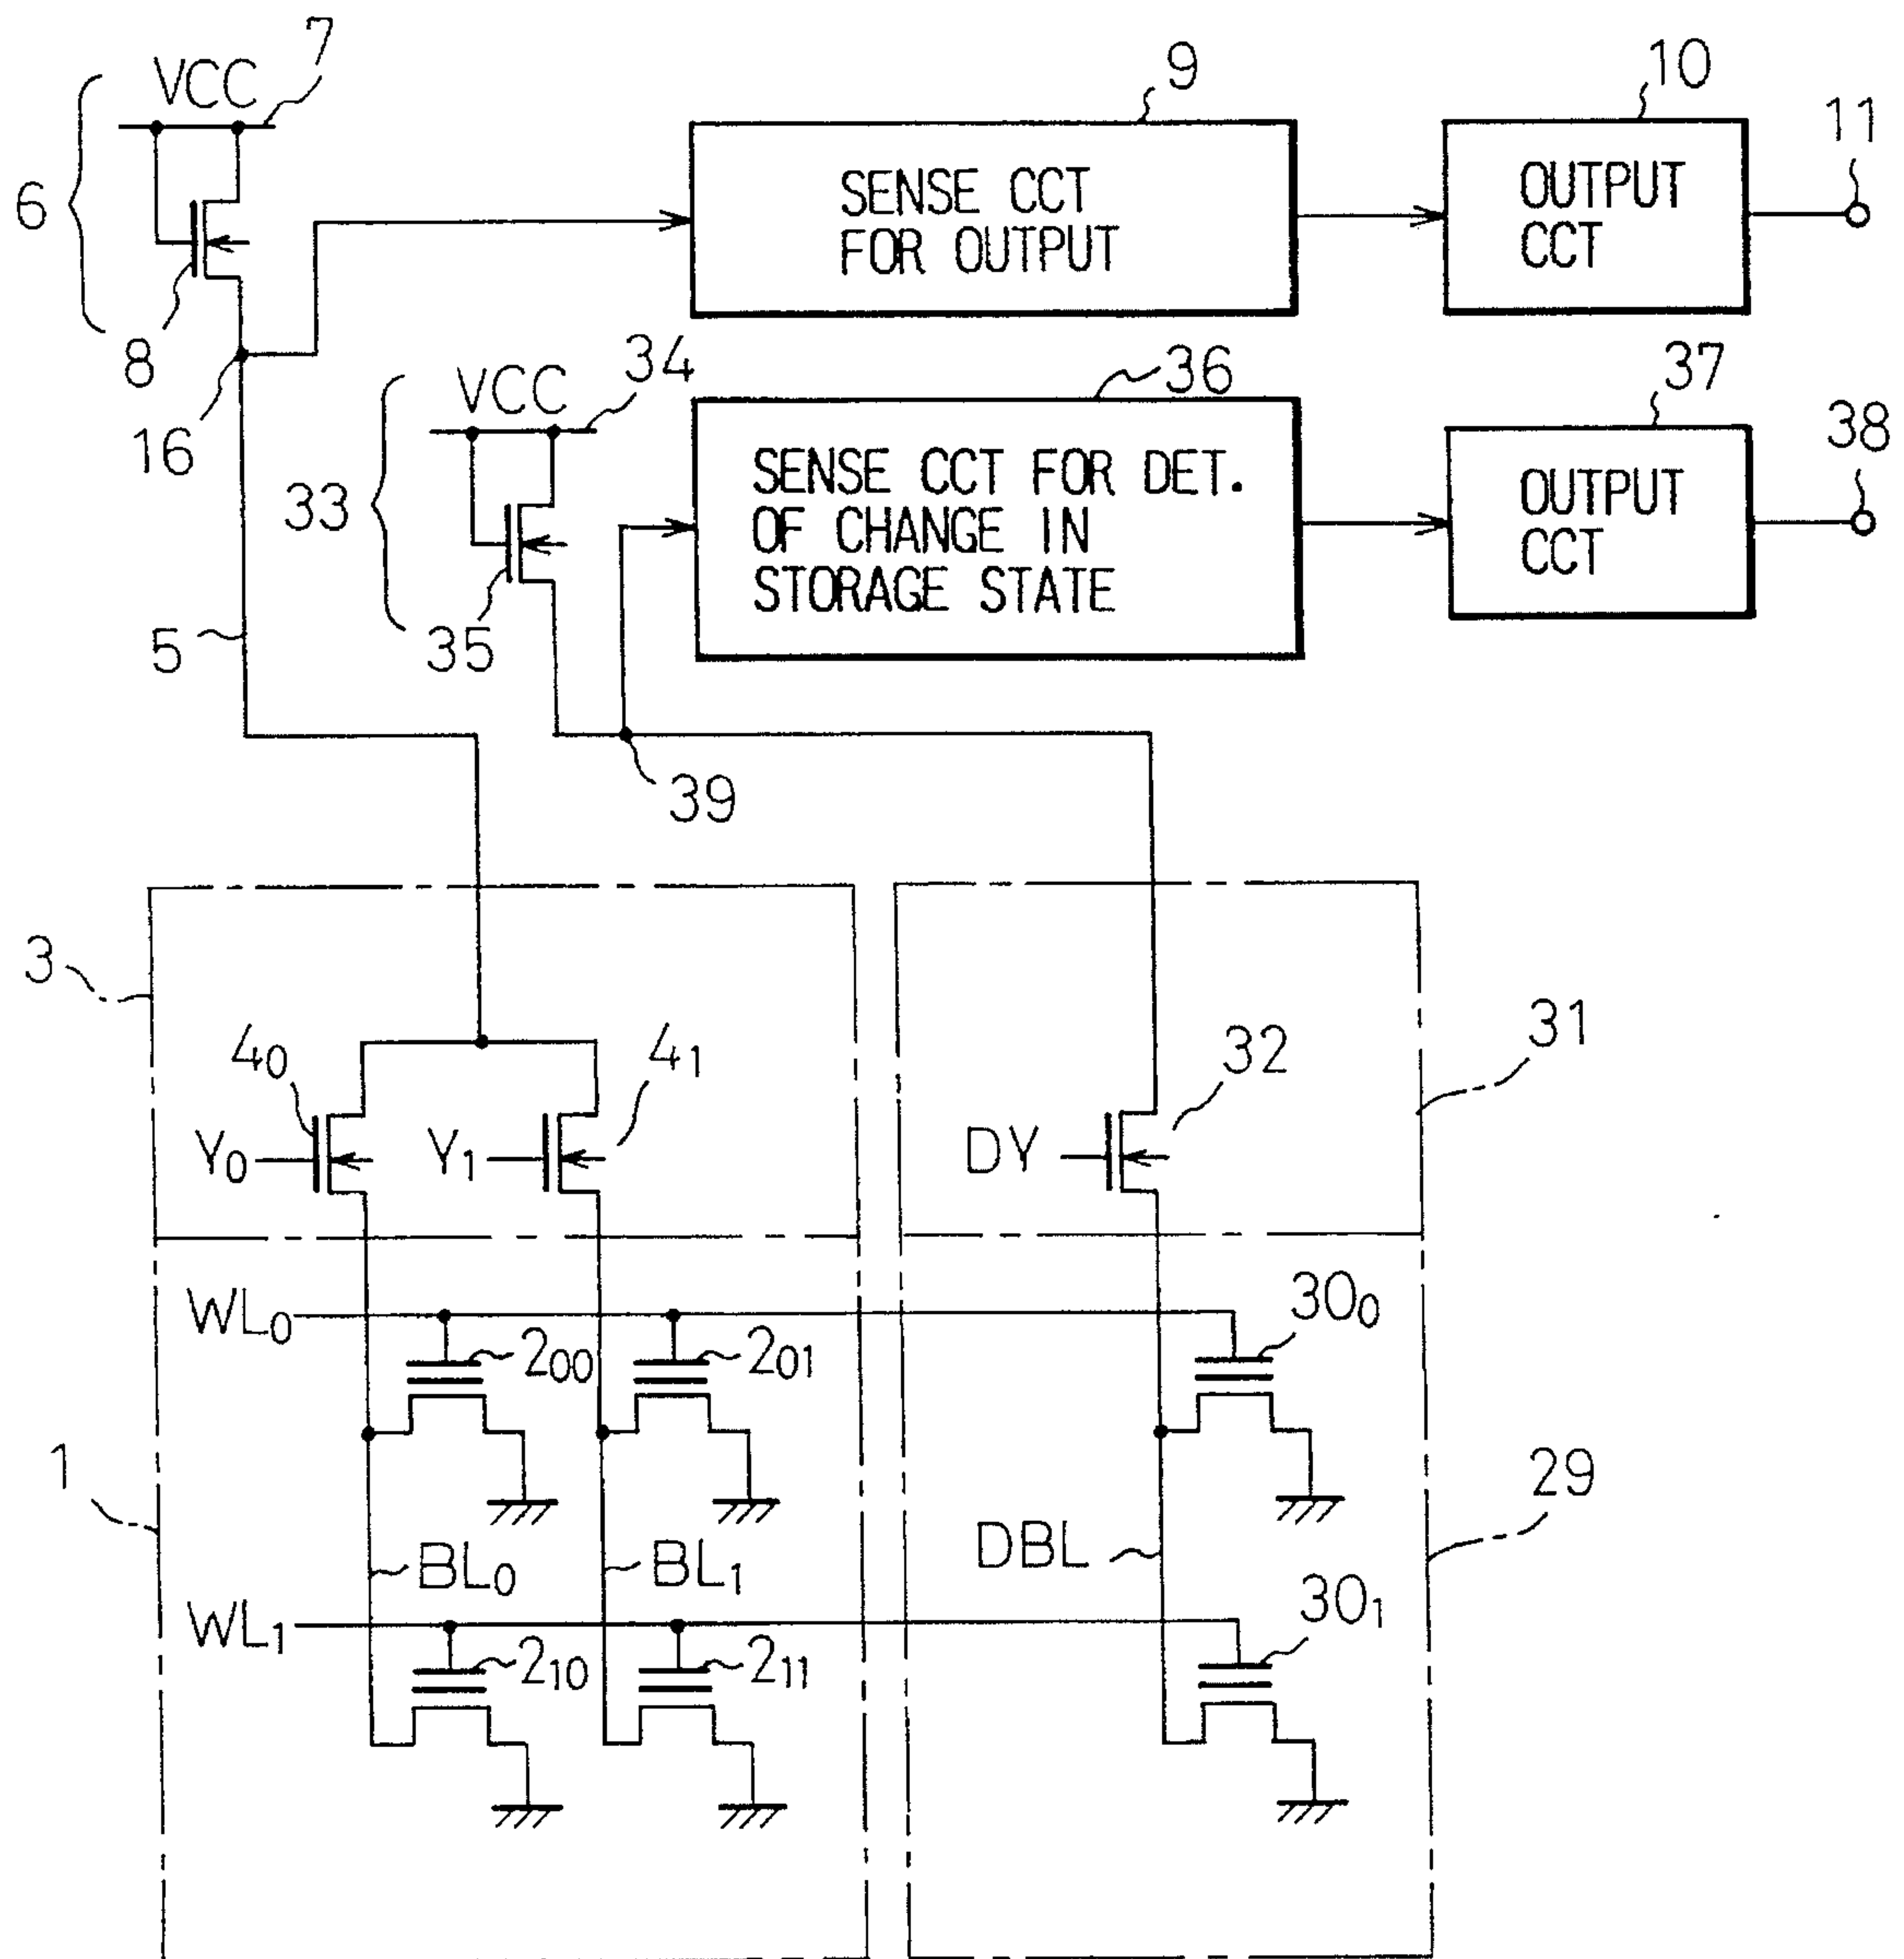 7
VCC
6
8
16
9
SENSE CCT
FOR OUTPUT
10
OUTPUT
CCT
11
34
VCC
33
35
36
SENSE CCT FOR DET.
OF CHANGE IN
STORAGE STATE
37
OUTPUT
CCT
38
5
39
3
4₀
4₁
Y₀
Y₁
32
DY
31
WL₀
2₀₀
2₀₁
30₀
1
BL₀
BL₁
DBL
29
WL₁
2₁₀
2₁₁
30₁